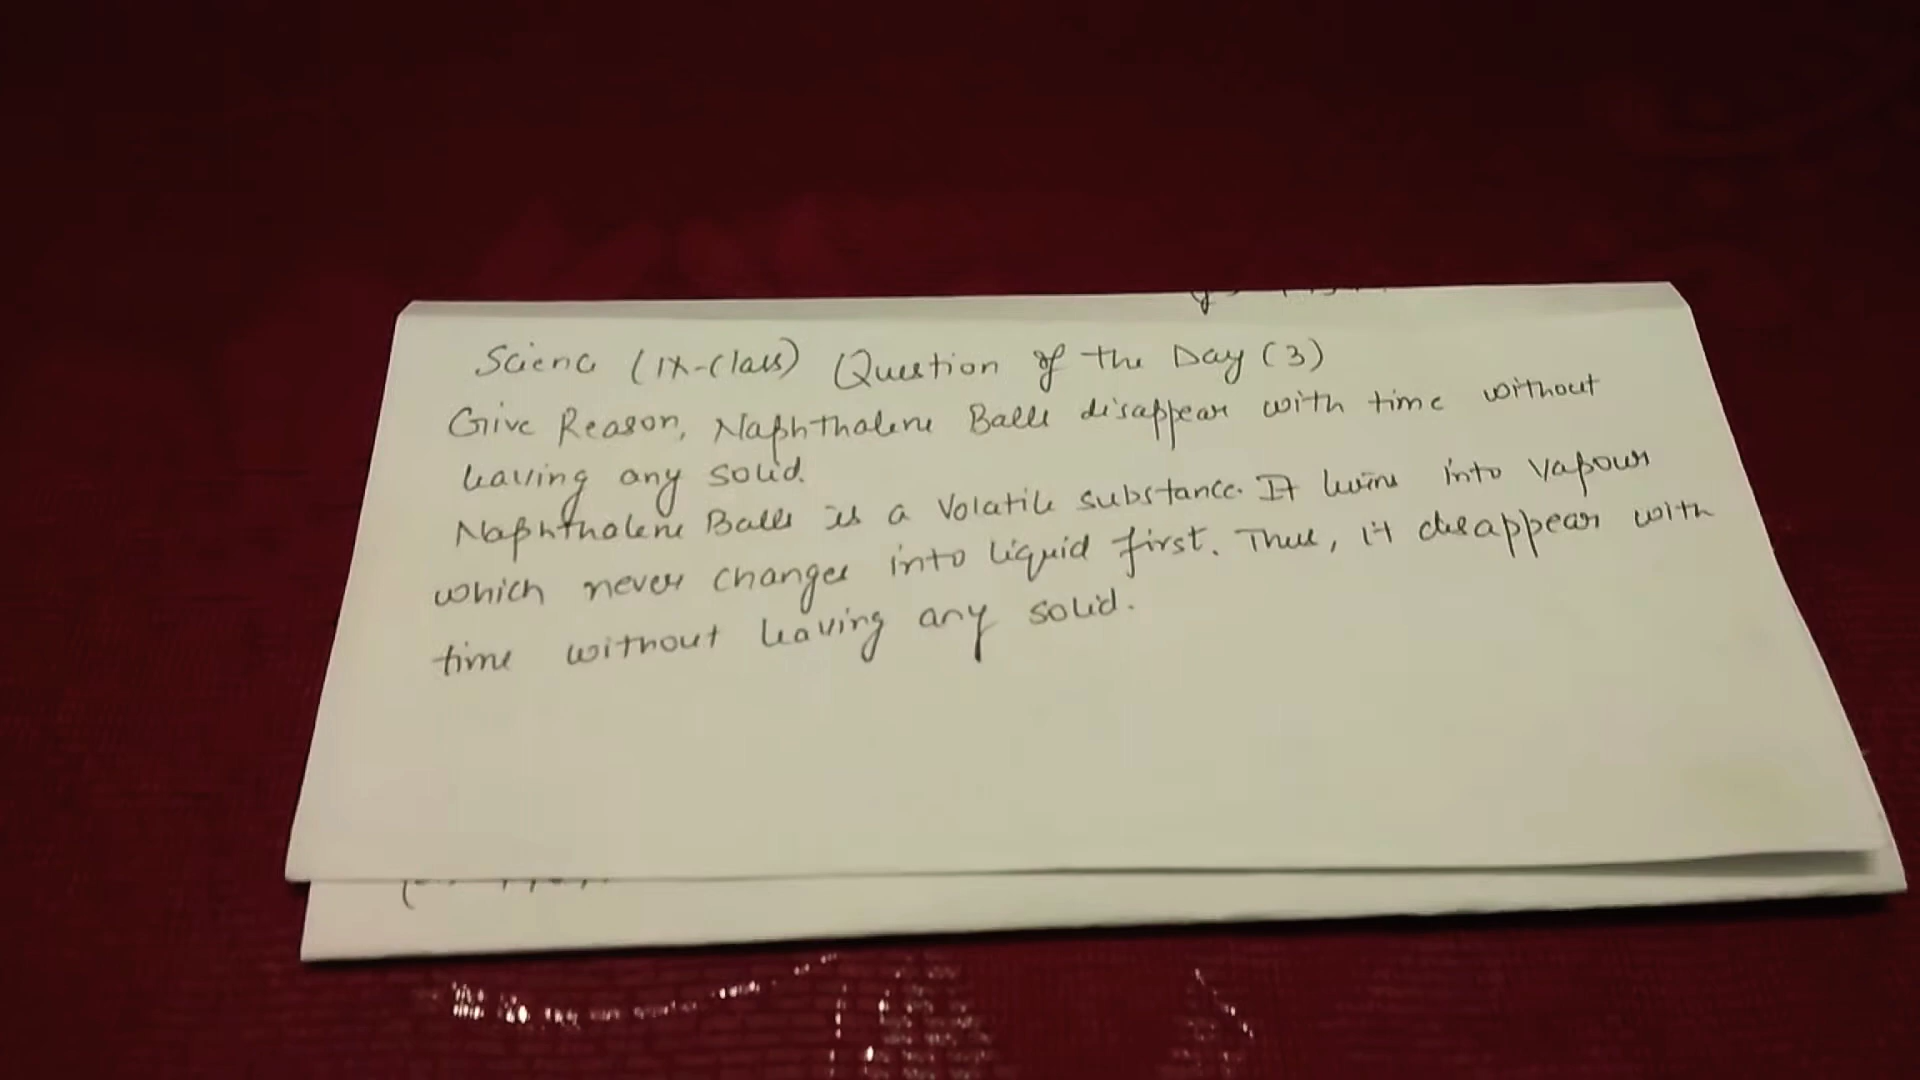 Scienc (IX-Class) Question of the Day (3)
Give Reason, Naphthalene Balls disappear with time without
leaving any solid.
Naphthalene Balls is a Volatile substance. It turns into vapour
which never changes into liquid first. Thus, it disappear with
time without leaving any solid.